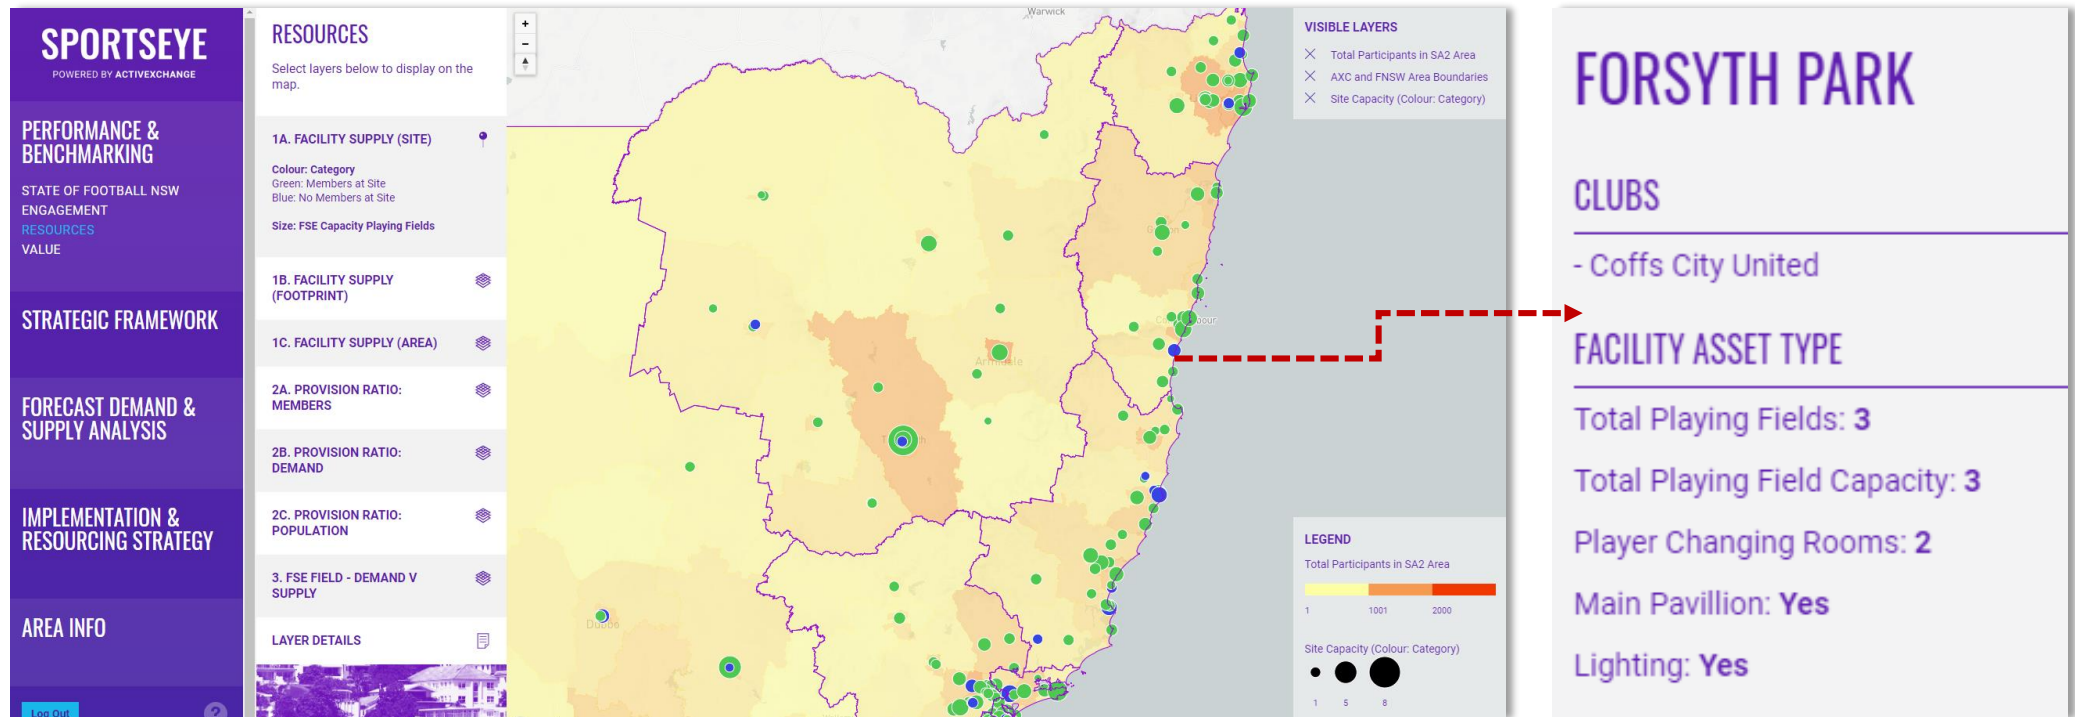 SPORTSEYE
POWERED BY ACTIVEXCHANGE
PERFORMANCE &
BENCHMARKING
STATE OF FOOTBALL NSW
ENGAGEMENT
RESOURCES
VALUE
STRATEGIC FRAMEWORK
FORECAST DEMAND &
SUPPLY ANALYSIS
IMPLEMENTATION &
RESOURCING STRATEGY
AREA INFO
Log Out
?
RESOURCES
Select layers below to display on the
map.
1A. FACILITY SUPPLY (SITE)
Colour: Category
Green: Members at Site
Blue: No Members at Site
Size: FSE Capacity Playing Fields
1B. FACILITY SUPPLY
(FOOTPRINT)
1C. FACILITY SUPPLY (AREA)
2A. PROVISION RATIO:
MEMBERS
2B. PROVISION RATIO:
DEMAND
2C. PROVISION RATIO:
POPULATION
3. FSE FIELD - DEMAND V
SUPPLY
LAYER DETAILS
+
-
Warwick
Armidale
Dubbo
VISIBLE LAYERS
Total Participants in SA2 Area
AXC and FNSW Area Boundaries
Site Capacity (Colour: Category)
LEGEND
Total Participants in SA2 Area
1 1001 2000
Site Capacity (Colour: Category)
1 5 8
FORSYTH PARK
CLUBS
- Coffs City United
FACILITY ASSET TYPE
Total Playing Fields: 3
Total Playing Field Capacity: 3
Player Changing Rooms: 2
Main Pavillion: Yes
Lighting: Yes